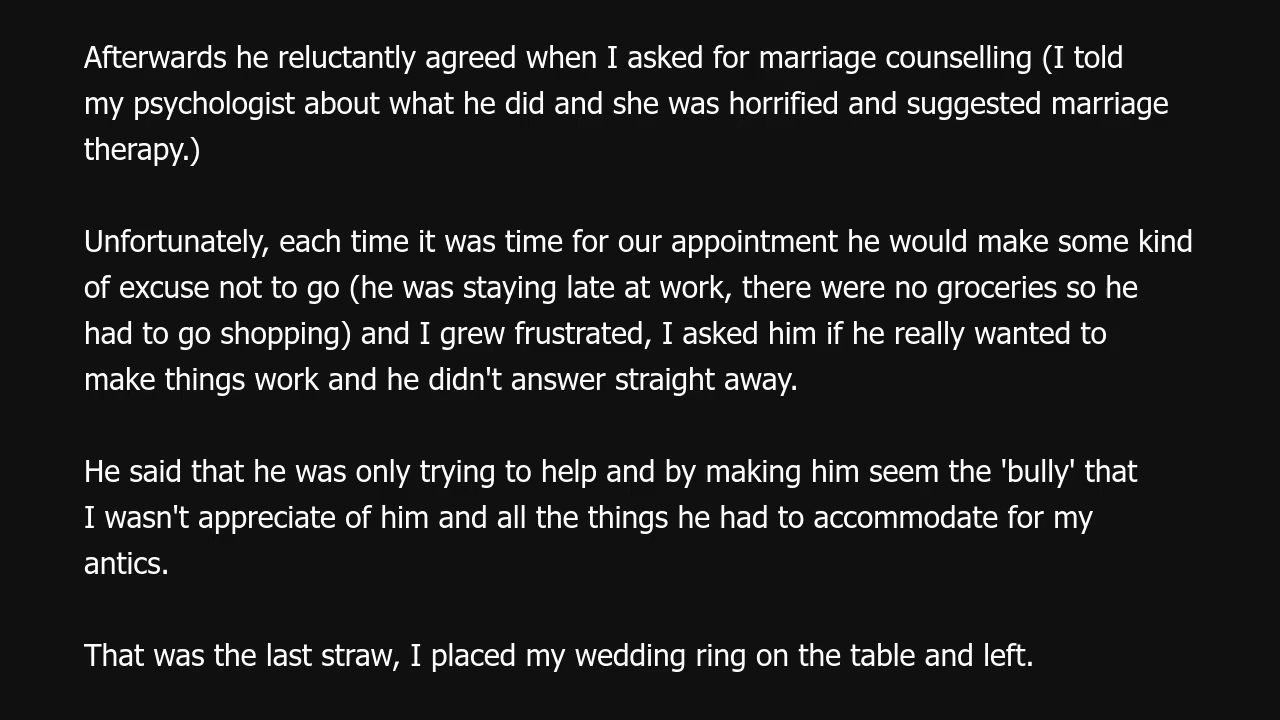 Afterwards he reluctantly agreed when I asked for marriage counselling (I told
my psychologist about what he did and she was horrified and suggested marriage
therapy.)
Unfortunately, each time it was time for our appointment he would make some kind
of excuse not to go (he was staying late at work, there were no groceries so he
had to go shopping) and I grew frustrated, I asked him if he really wanted to
make things work and he didn't answer straight away.
He said that he was only trying to help and by making him seem the 'bully' that
I wasn't appreciate of him and all the things he had to accommodate for my
antics.
That was the last straw, I placed my wedding ring on the table and left.